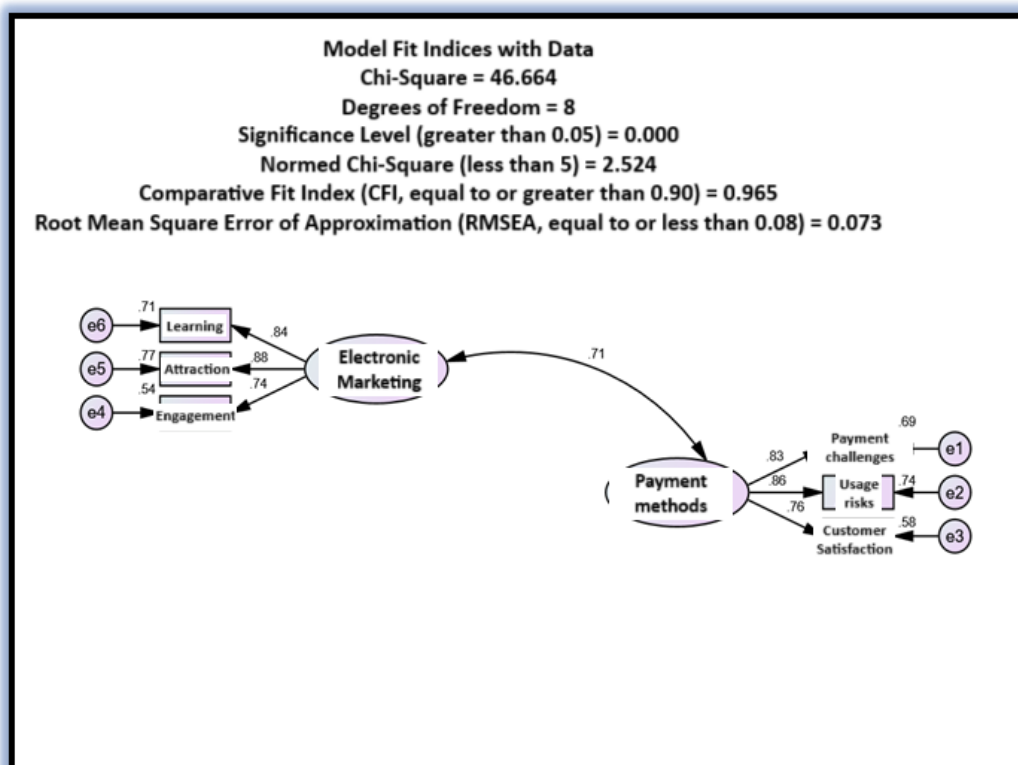 Model Fit Indices with Data
Chi-Square = 46.664
Degrees of Freedom = 8
Significance Level (greater than 0.05) = 0.000
Normed Chi-Square (less than 5) = 2.524
Comparative Fit Index (CFI, equal to or greater than 0.90) = 0.965
Root Mean Square Error of Approximation (RMSEA, equal to or less than 0.08) = 0.073
.71
e6
Learning
.84
.77
e5
Attraction
.88
.54
e4
Engagement
.74
Electronic
Marketing
.71
Payment
methods
.83
Payment
challenges
.69
e1
.86
Usage
risks
.74
e2
.76
Customer
Satisfaction
.58
e3